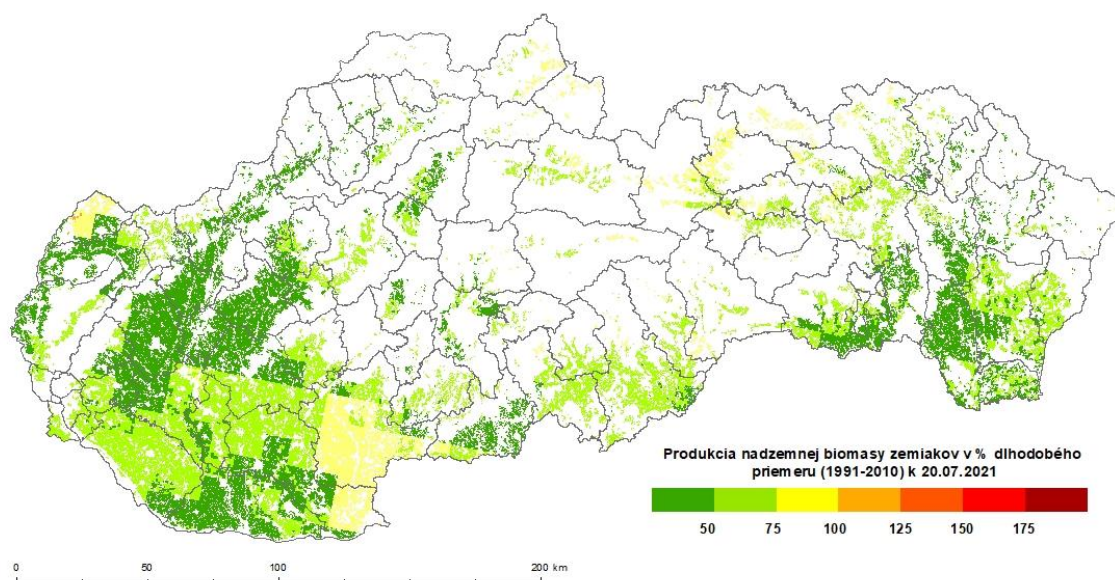 Produkcia nadzemnej biomasy zemiakov v % dlhodobého
priemeru (1991-2010) k 20.07.2021
50 75 100 125 150 175
0 50 100 200 km